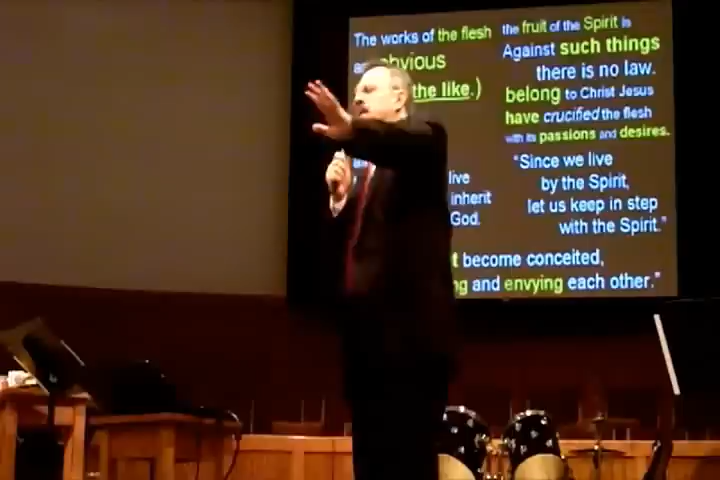 The works of the flesh
obvious
the like.)
live
inherit
God.
the fruit of the Spirit is
Against such things
there is no law.
belong to Christ Jesus
have crucified the flesh
with its passions and desires.
"Since we live
by the Spirit,
let us keep in step
with the Spirit."
become conceited,
and envying each other."